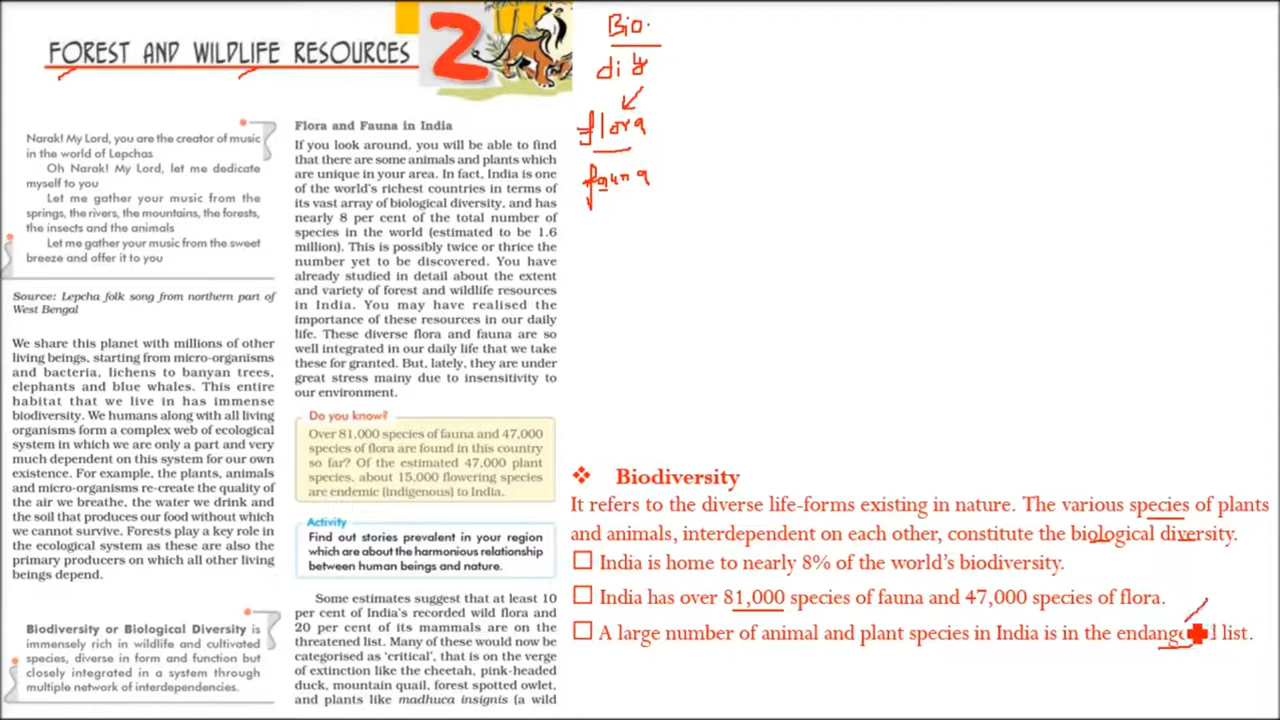 FOREST AND WILDLIFE RESOURCES
2
Narak! My Lord, you are the creator of music
in the world of Lepchas
Oh Narak! My Lord, let me dedicate
myself to you
Let me gather your music from the
springs, the rivers, the mountains, the forests,
the insects and the animals
Let me gather your music from the sweet
breeze and offer it to you
Source: Lepcha folk song from northern part of
West Bengal
We share this planet with millions of other
living beings, starting from micro-organisms
and bacteria, lichens to banyan trees,
elephants and blue whales. This entire
habitat that we live in has immense
biodiversity. We humans along with all living
organisms form a complex web of ecological
system in which we are only a part and very
much dependent on this system for our own
existence. For example, the plants, animals
and micro-organisms re-create the quality of
the air we breathe, the water we drink and
the soil that produces our food without which
we cannot survive. Forests play a key role in
the ecological system as these are also the
primary producers on which all other living
beings depend.
Biodiversity or Biological Diversity is
immensely rich in wildlife and cultivated
species, diverse in form and function but
closely integrated in a system through
multiple network of interdependencies.
Flora and Fauna in India
If you look around, you will be able to find
that there are some animals and plants which
are unique in your area. In fact, India is one
of the world's richest countries in terms of
its vast array of biological diversity, and has
nearly 8 per cent of the total number of
species in the world (estimated to be 1.6
million). This is possibly twice or thrice the
number yet to be discovered. You have
already studied in detail about the extent
and variety of forest and wildlife resources
in India. You may have realised the
importance of these resources in our daily
life. These diverse flora and fauna are so
well integrated in our daily life that we take
these for granted. But, lately, they are under
great stress mainy due to insensitivity to
our environment.
Do you know?
Over 81,000 species of fauna and 47,000
species of flora are found in this country
so far? Of the estimated 47,000 plant
species, about 15,000 flowering species
are endemic (indigenous) to India.
Activity
Find out stories prevalent in your region
which are about the harmonious relationship
between human beings and nature.
Some estimates suggest that at least 10
per cent of India's recorded wild flora and
20 per cent of its mammals are on the
threatened list. Many of these would now be
categorised as 'critical', that is on the verge
of extinction like the cheetah, pink-headed
duck, mountain quail, forest spotted owlet,
and plants like madhuca insignis (a wild
Bio.
flora
fauna
❖ Biodiversity
It refers to the diverse life-forms existing in nature. The various species of plants
and animals, interdependent on each other, constitute the biological diversity.
☐ India is home to nearly 8% of the world's biodiversity.
☐ India has over 81,000 species of fauna and 47,000 species of flora.
☐ A large number of animal and plant species in India is in the list.